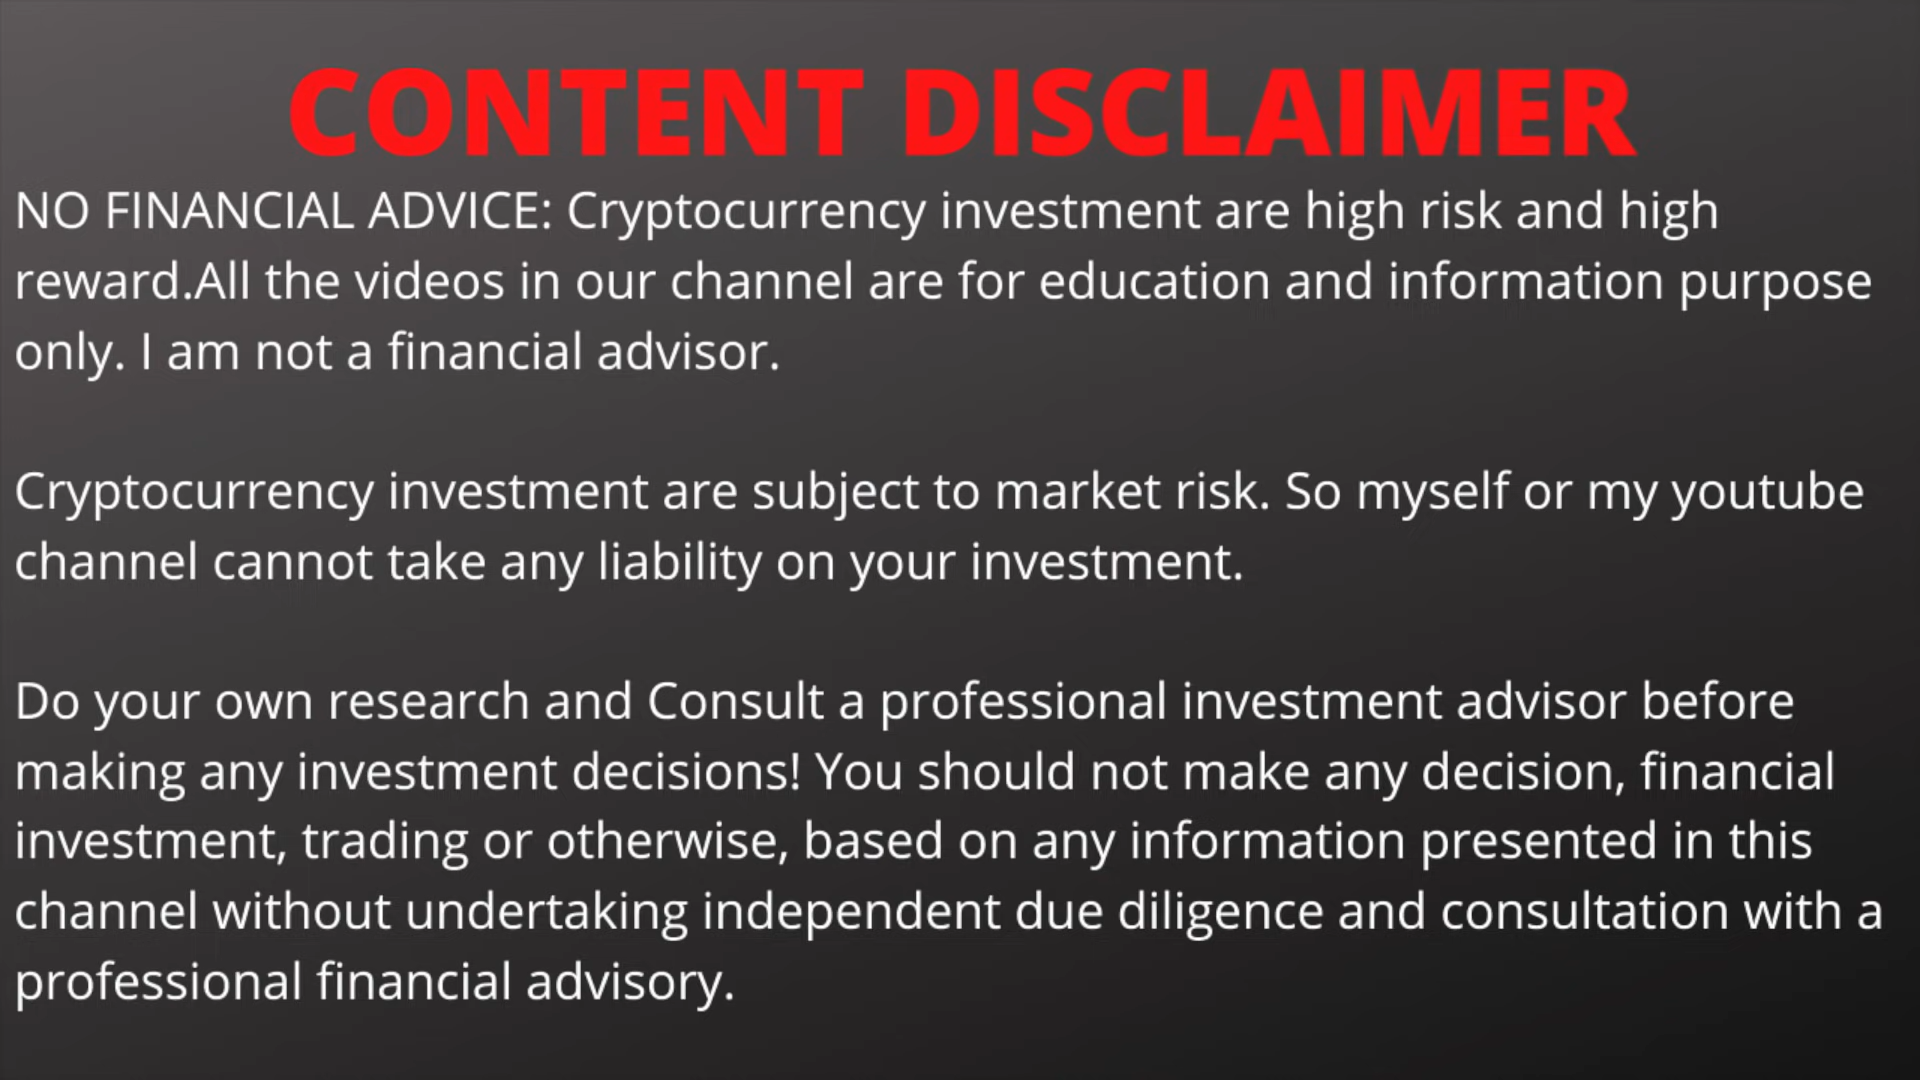 CONTENT DISCLAIMER
NO FINANCIAL ADVICE: Cryptocurrency investment are high risk and high
reward.All the videos in our channel are for education and information purpose
only. I am not a financial advisor.
Cryptocurrency investment are subject to market risk. So myself or my youtube
channel cannot take any liability on your investment.
Do your own research and Consult a professional investment advisor before
making any investment decisions! You should not make any decision, financial
investment, trading or otherwise, based on any information presented in this
channel without undertaking independent due diligence and consultation with a
professional financial advisory.